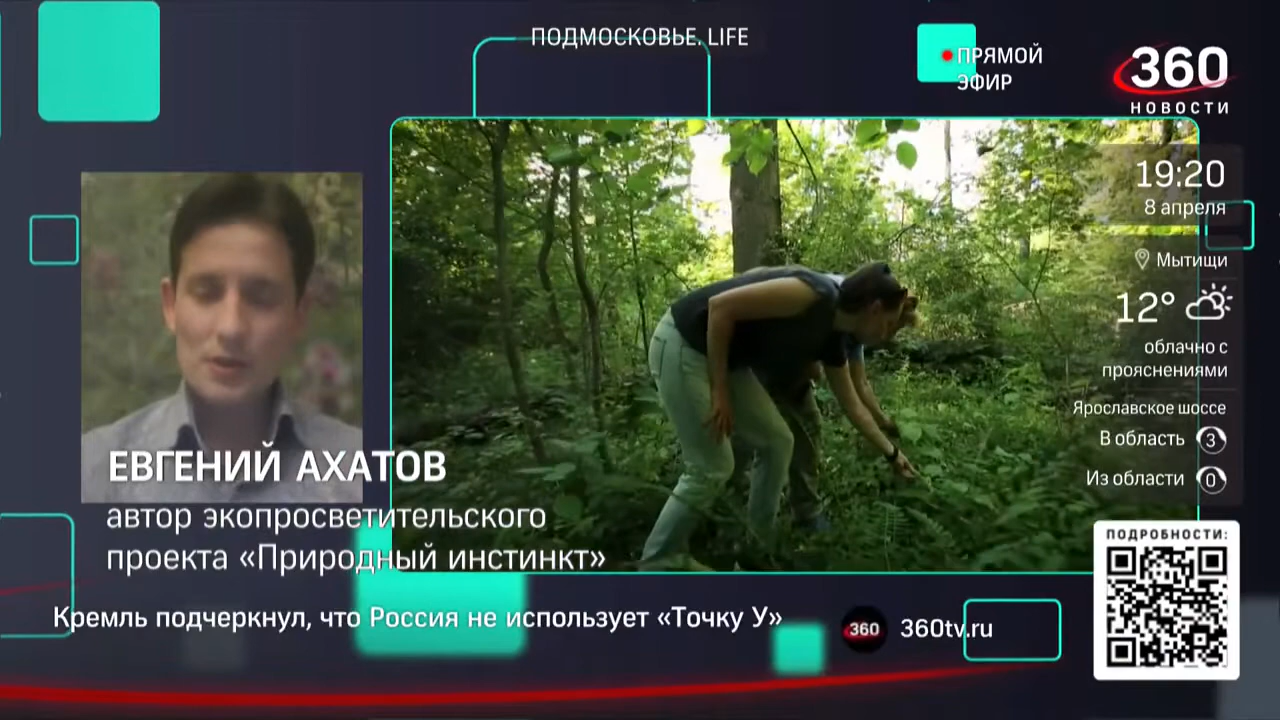 ПОДМОСКОВЬЕ. LIFE
ПРЯМОЙ
ЭФИР
360
НОВОСТИ
19:20
8 апреля
Мытищи
12°
облачно с
прояснениями
Ярославское шоссе
В область 3
Из области 0
ЕВГЕНИЙ АХАТОВ
автор экопросветительского
проекта «Природный инстинкт»
ПОДРОБНОСТИ:
Кремль подчеркнул, что Россия не использует «Точку У»
360 360tv.ru